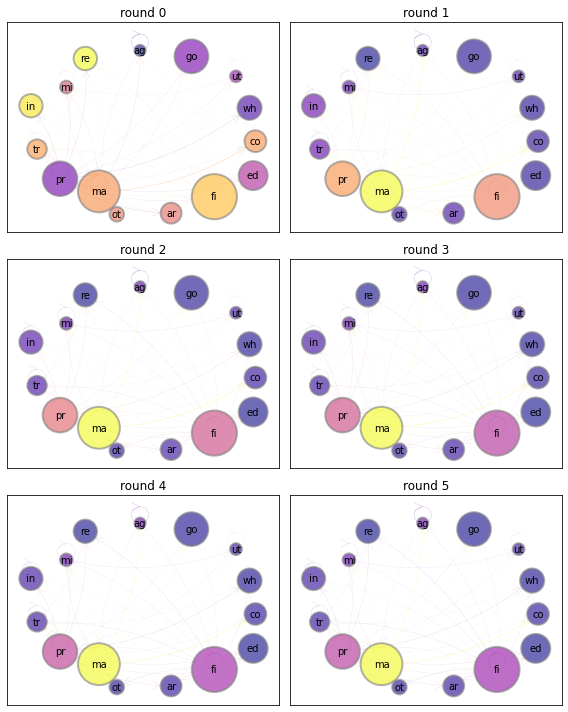 round 0
re
ag
go
mi
ut
in
wh
tr
co
pr
ma
ed
fi
ot
ar
round 1
re
ag
go
mi
ut
in
wh
tr
co
pr
ma
ed
fi
ot
ar
round 2
re
ag
go
mi
ut
in
wh
tr
co
pr
ma
ed
fi
ot
ar
round 3
re
ag
go
mi
ut
in
wh
tr
co
pr
ma
ed
fi
ot
ar
round 4
re
ag
go
mi
ut
in
wh
tr
co
pr
ma
ed
fi
ot
ar
round 5
re
ag
go
mi
ut
in
wh
tr
co
pr
ma
ed
fi
ot
ar